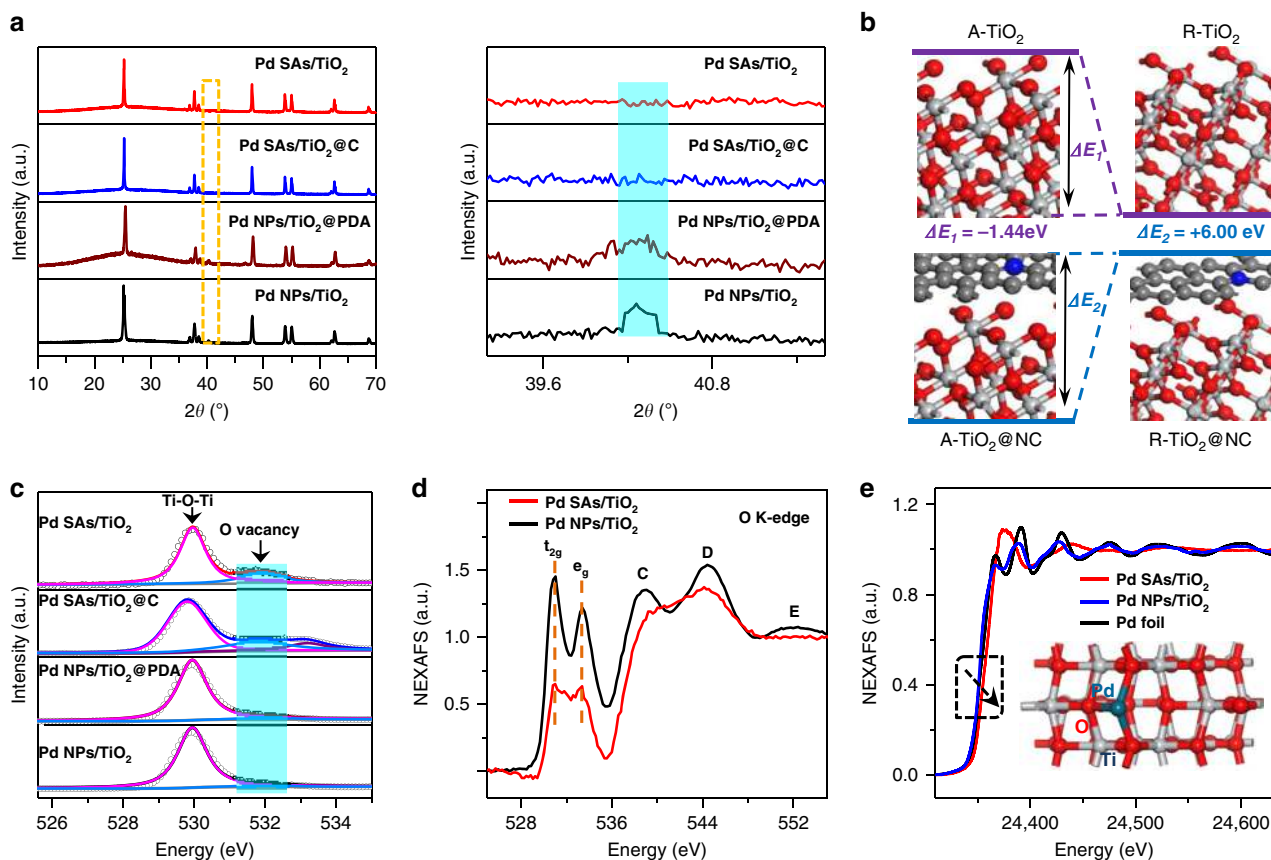 a
Pd SAs/TiO2
Pd SAs/TiO2@C
Pd NPs/TiO2@PDA
Pd NPs/TiO2
Intensity (a.u.)
10 20 30 40 50 60 70
2θ (°)
Pd SAs/TiO2
Pd SAs/TiO2@C
Pd NPs/TiO2@PDA
Pd NPs/TiO2
Intensity (a.u.)
39.6 40.8
2θ (°)
b
A-TiO2 R-TiO2
ΔE1
ΔE1 = −1.44eV ΔE2 = +6.00 eV
ΔE2
A-TiO2@NC R-TiO2@NC
c
Ti-O-Ti
Pd SAs/TiO2
O vacancy
Pd SAs/TiO2@C
Pd NPs/TiO2@PDA
Pd NPs/TiO2
Intensity (a.u.)
526 528 530 532 534
Energy (eV)
d
Pd SAs/TiO2
Pd NPs/TiO2
O K-edge
t2g
eg
C
D
E
1.5
1.0
0.5
NEXAFS (a.u.)
528 536 544 552
Energy (eV)
e
1.2
0.8
0.4
0.0
NEXAFS (a.u.)
Pd SAs/TiO2
Pd NPs/TiO2
Pd foil
Pd
O
Ti
24,400 24,500 24,600
Energy (eV)